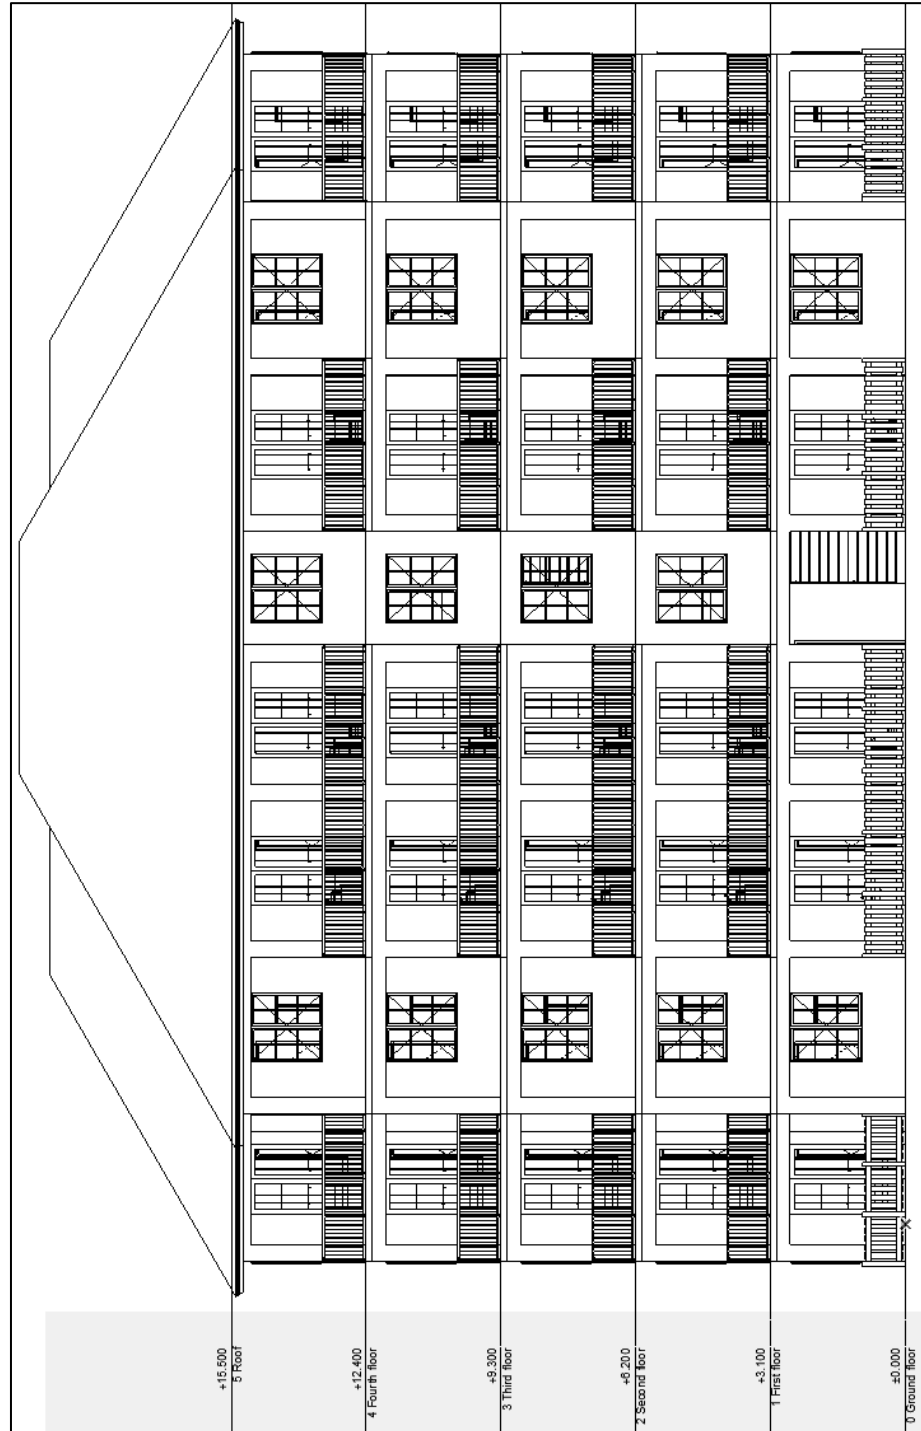 +15.500
5 Roof
+12.400
4 Fourth floor
+9.300
3 Third floor
+6.200
2 Second floor
+3.100
1 First floor
±0.000
0 Ground floor